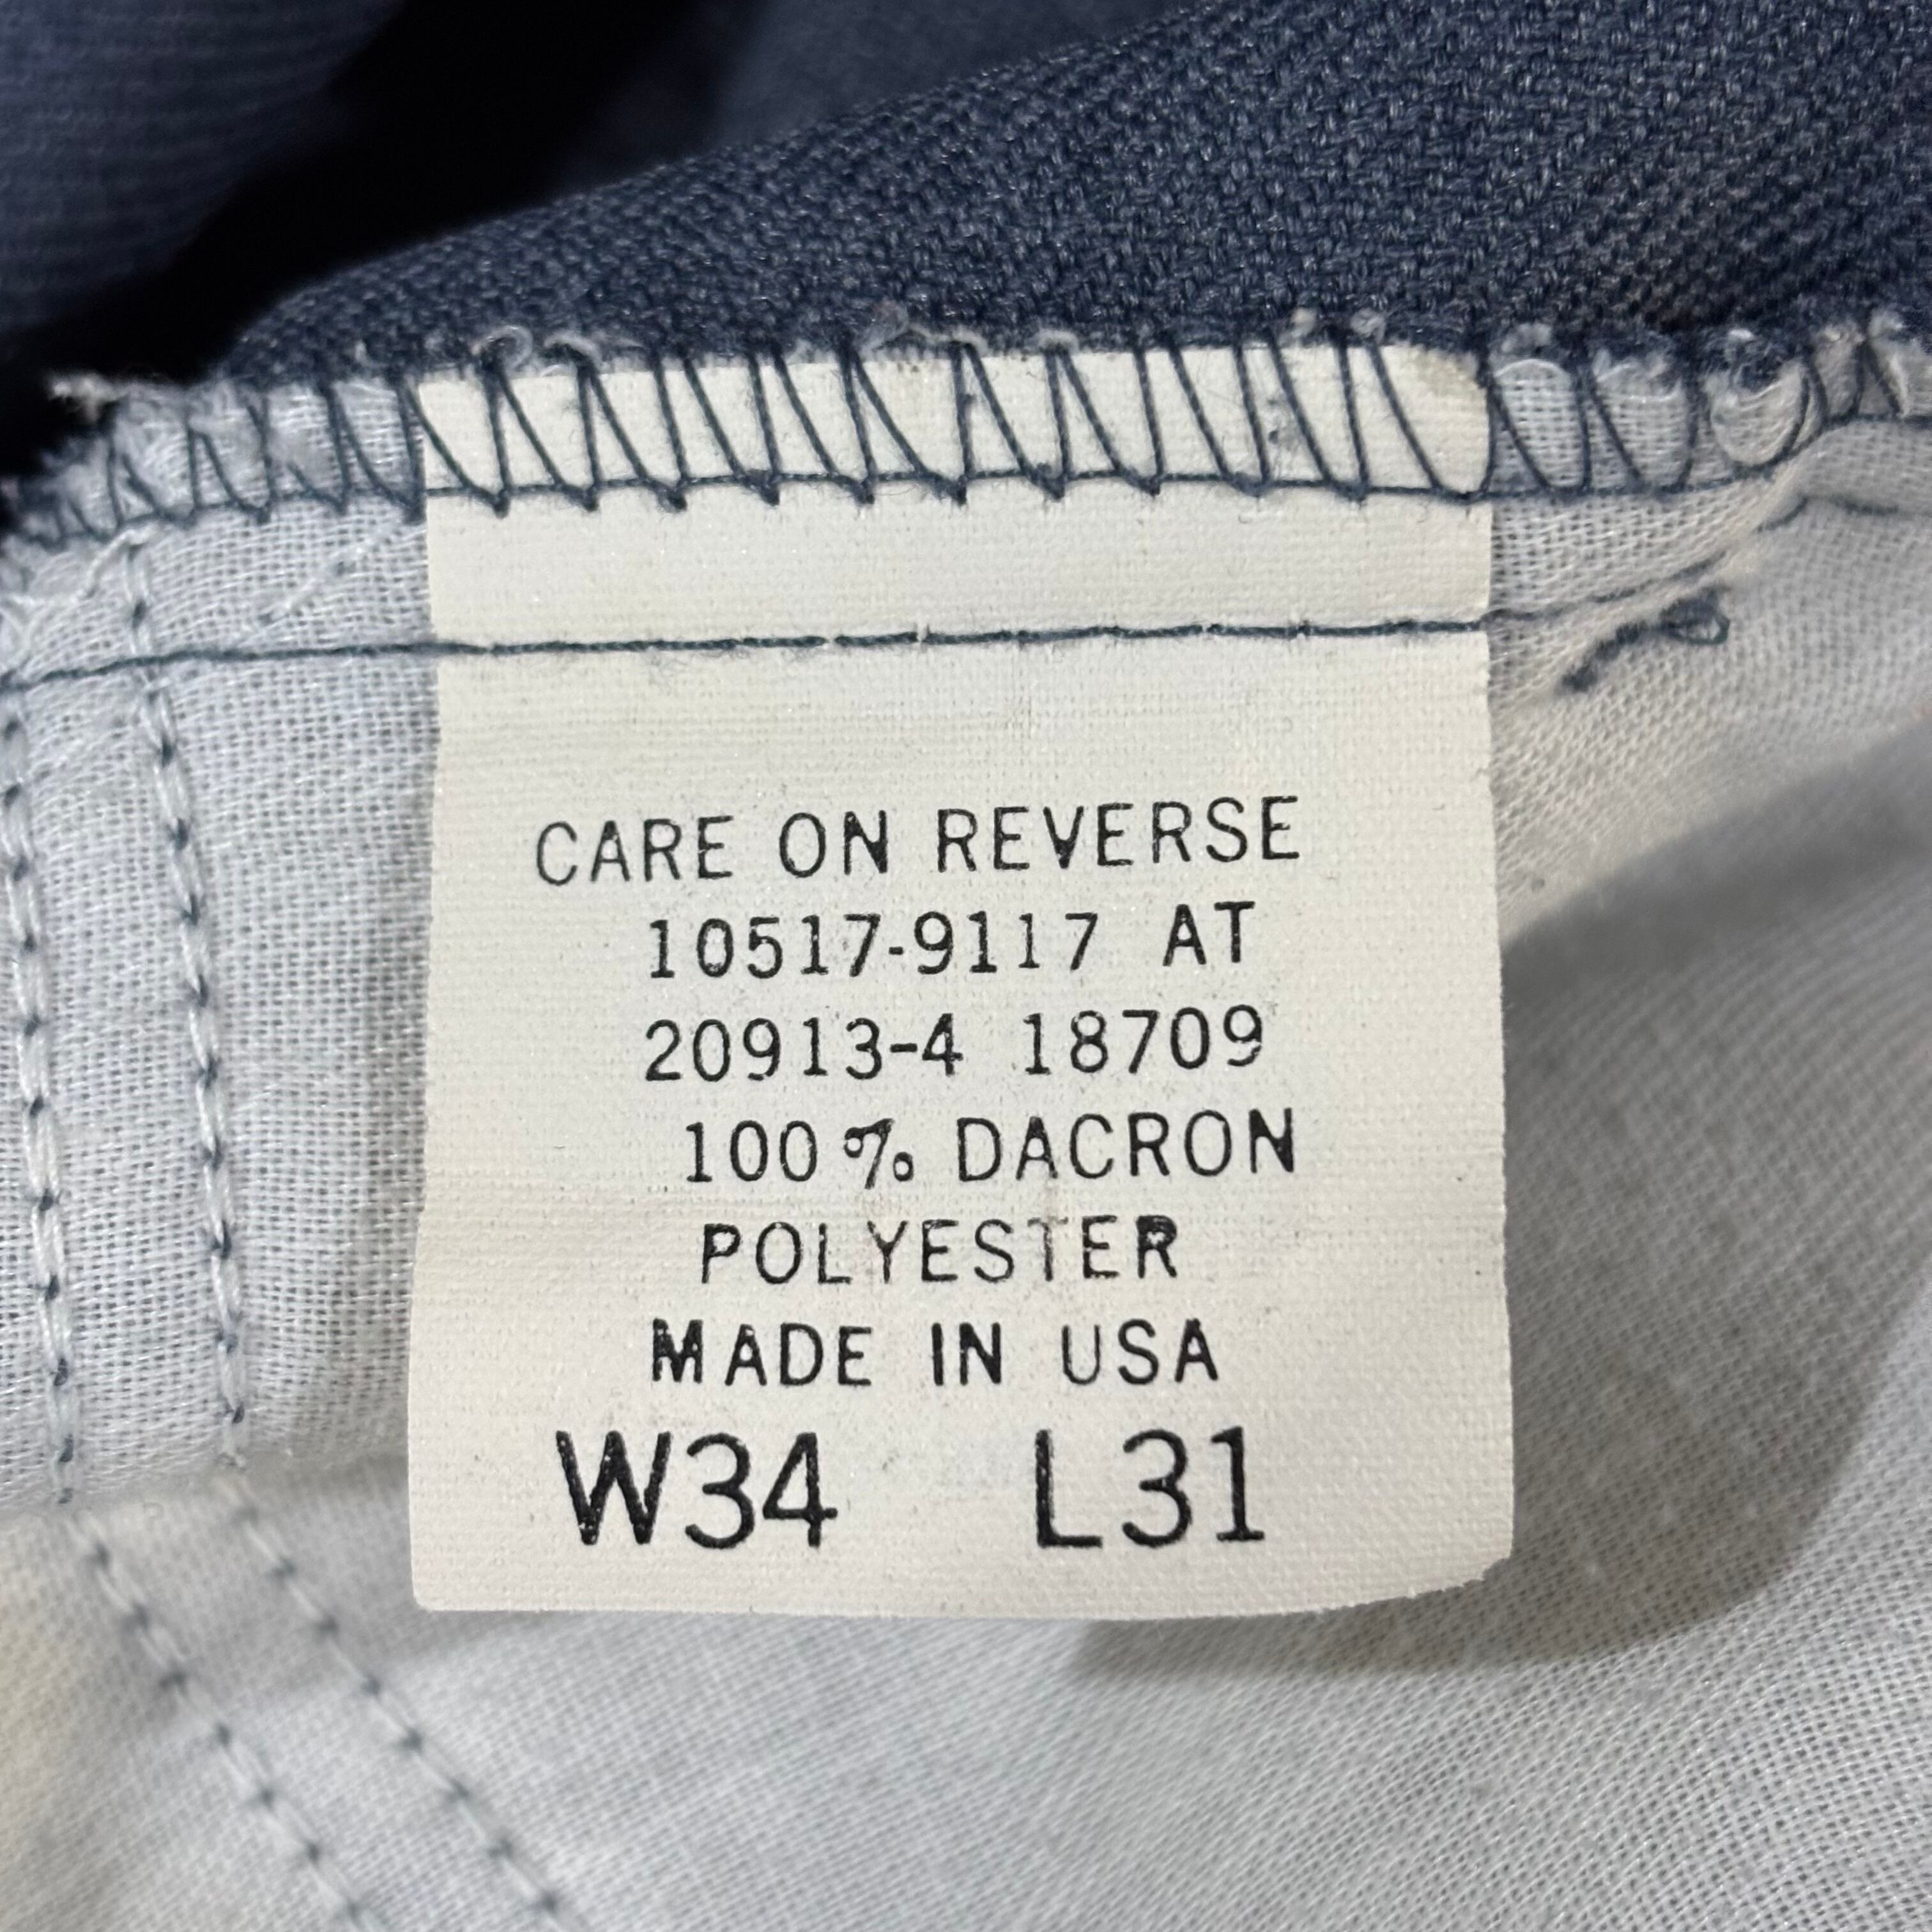 CARE ON REVERSE
10517-9117 AT
20913-4 18709
100% DACRON
POLYESTER
MADE IN USA
W34 L31